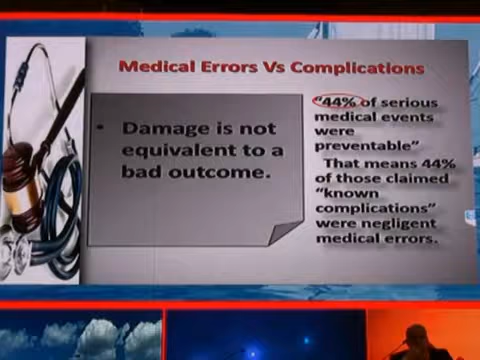 Medical Errors Vs Complications
• Damage is not
equivalent to a
bad outcome.
"44% of serious
medical events
were
preventable"
That means 44%
of those claimed
"known
complications"
were negligent
medical errors.